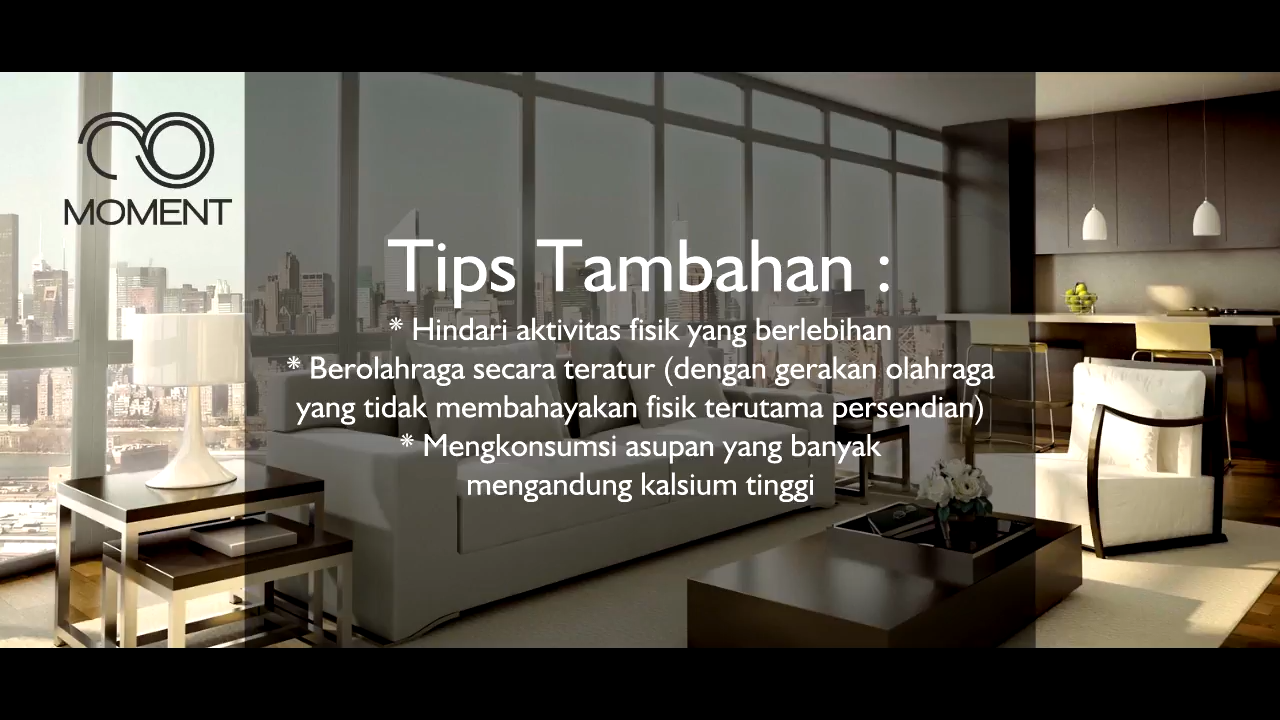 MOMENT
Tips Tambahan :
* Hindari aktivitas fisik yang berlebihan
* Berolahraga secara teratur (dengan gerakan olahraga
yang tidak membahayakan fisik terutama persendian)
* Mengkonsumsi asupan yang banyak
mengandung kalsium tinggi